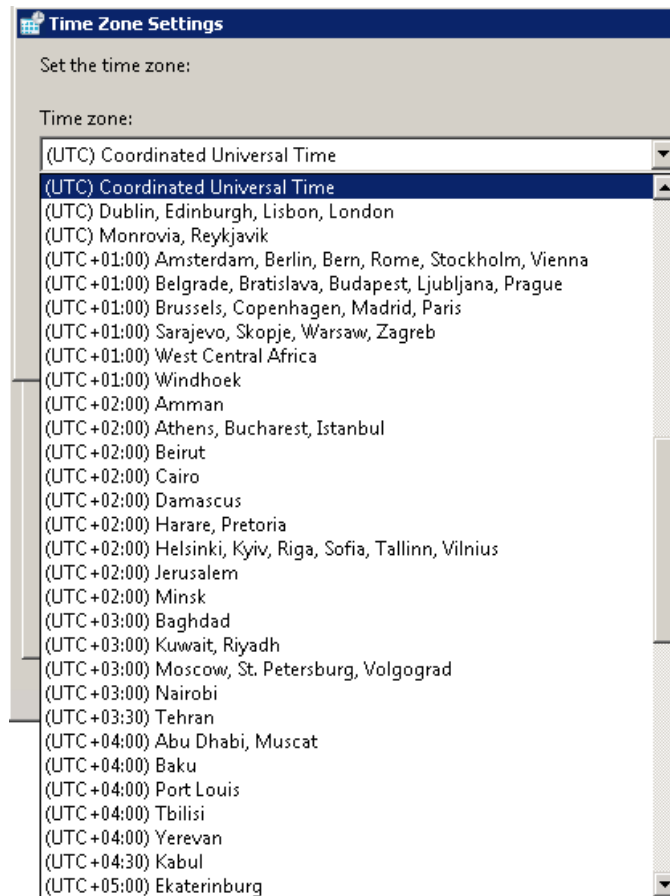 Time Zone Settings
Set the time zone:
Time zone:
(UTC) Coordinated Universal Time
(UTC) Coordinated Universal Time
(UTC) Dublin, Edinburgh, Lisbon, London
(UTC) Monrovia, Reykjavik
(UTC+01:00) Amsterdam, Berlin, Bern, Rome, Stockholm, Vienna
(UTC+01:00) Belgrade, Bratislava, Budapest, Ljubljana, Prague
(UTC+01:00) Brussels, Copenhagen, Madrid, Paris
(UTC+01:00) Sarajevo, Skopje, Warsaw, Zagreb
(UTC+01:00) West Central Africa
(UTC+01:00) Windhoek
(UTC+02:00) Amman
(UTC+02:00) Athens, Bucharest, Istanbul
(UTC+02:00) Beirut
(UTC+02:00) Cairo
(UTC+02:00) Damascus
(UTC+02:00) Harare, Pretoria
(UTC+02:00) Helsinki, Kyiv, Riga, Sofia, Tallinn, Vilnius
(UTC+02:00) Jerusalem
(UTC+02:00) Minsk
(UTC+03:00) Baghdad
(UTC+03:00) Kuwait, Riyadh
(UTC+03:00) Moscow, St. Petersburg, Volgograd
(UTC+03:00) Nairobi
(UTC+03:30) Tehran
(UTC+04:00) Abu Dhabi, Muscat
(UTC+04:00) Baku
(UTC+04:00) Port Louis
(UTC+04:00) Tbilisi
(UTC+04:00) Yerevan
(UTC+04:30) Kabul
(UTC+05:00) Ekaterinburg